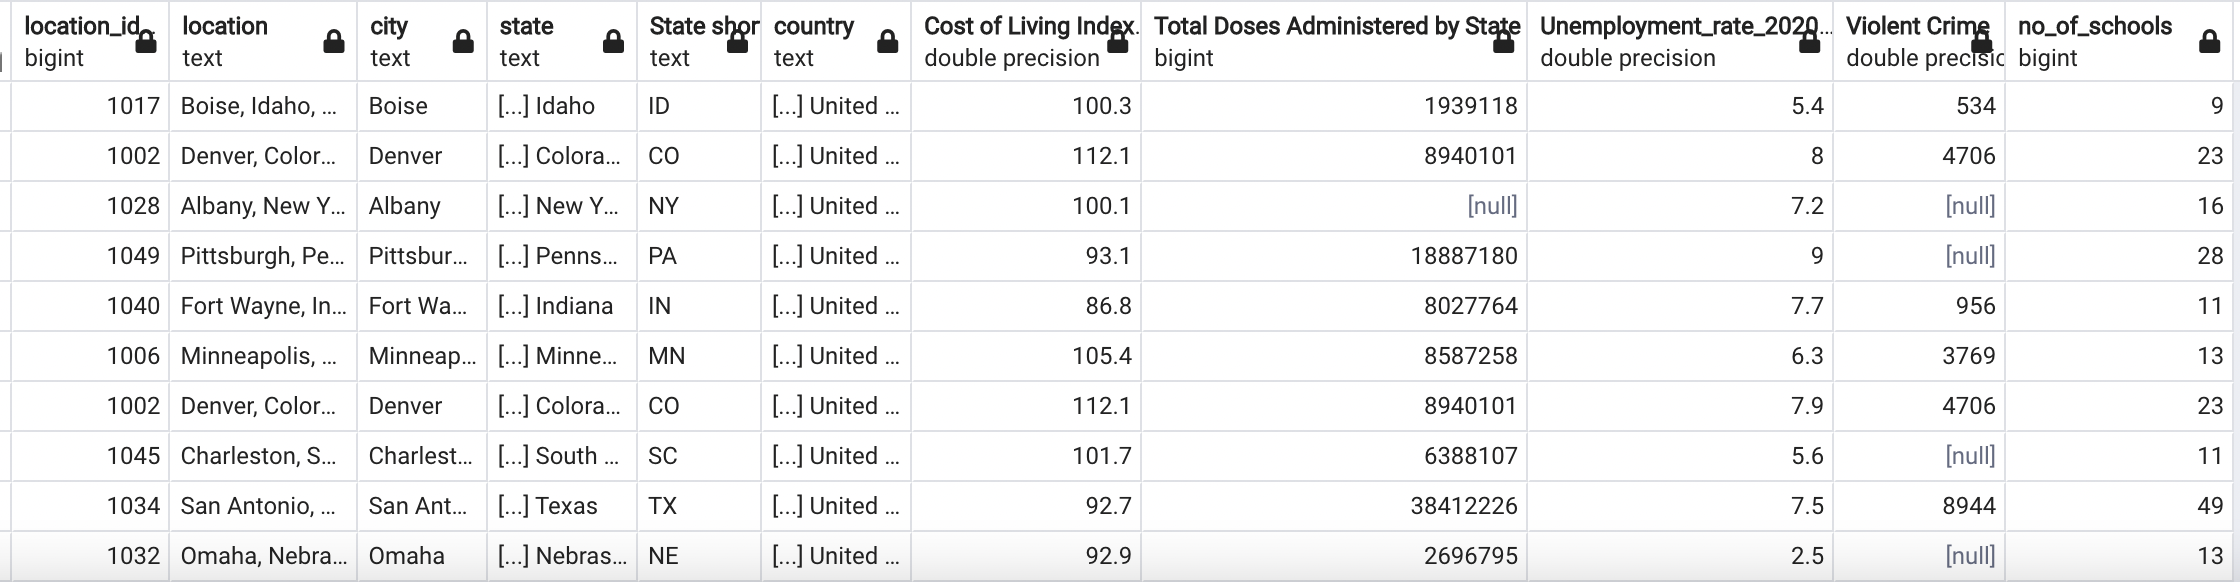 location_id.. location city state State shor country Cost of Living Index. Total Doses Administered by State Unemployment_rate_2020... Violent Crime no_of_schools
bigint text text text text text double precision bigint double precision double precisic bigint
1017 Boise, Idaho, ... Boise [...] Idaho ID [...] United ... 100.3 1939118 5.4 534 9
1002 Denver, Color... Denver [...] Colora... CO [...] United ... 112.1 8940101 8 4706 23
1028 Albany, New Y... Albany [...] New Y... NY [...] United ... 100.1 [null] 7.2 [null] 16
1049 Pittsburgh, Pe... Pittsbur... [...] Penns... PA [...] United ... 93.1 18887180 9 [null] 28
1040 Fort Wayne, In... Fort Wa... [...] Indiana IN [...] United ... 86.8 8027764 7.7 956 11
1006 Minneapolis, ... Minneap... [...] Minne... MN [...] United ... 105.4 8587258 6.3 3769 13
1002 Denver, Color... Denver [...] Colora... CO [...] United ... 112.1 8940101 7.9 4706 23
1045 Charleston, S... Charlest... [...] South ... SC [...] United ... 101.7 6388107 5.6 [null] 11
1034 San Antonio, ... San Ant... [...] Texas TX [...] United ... 92.7 38412226 7.5 8944 49
1032 Omaha, Nebra... Omaha [...] Nebras... NE [...] United ... 92.9 2696795 2.5 [null] 13